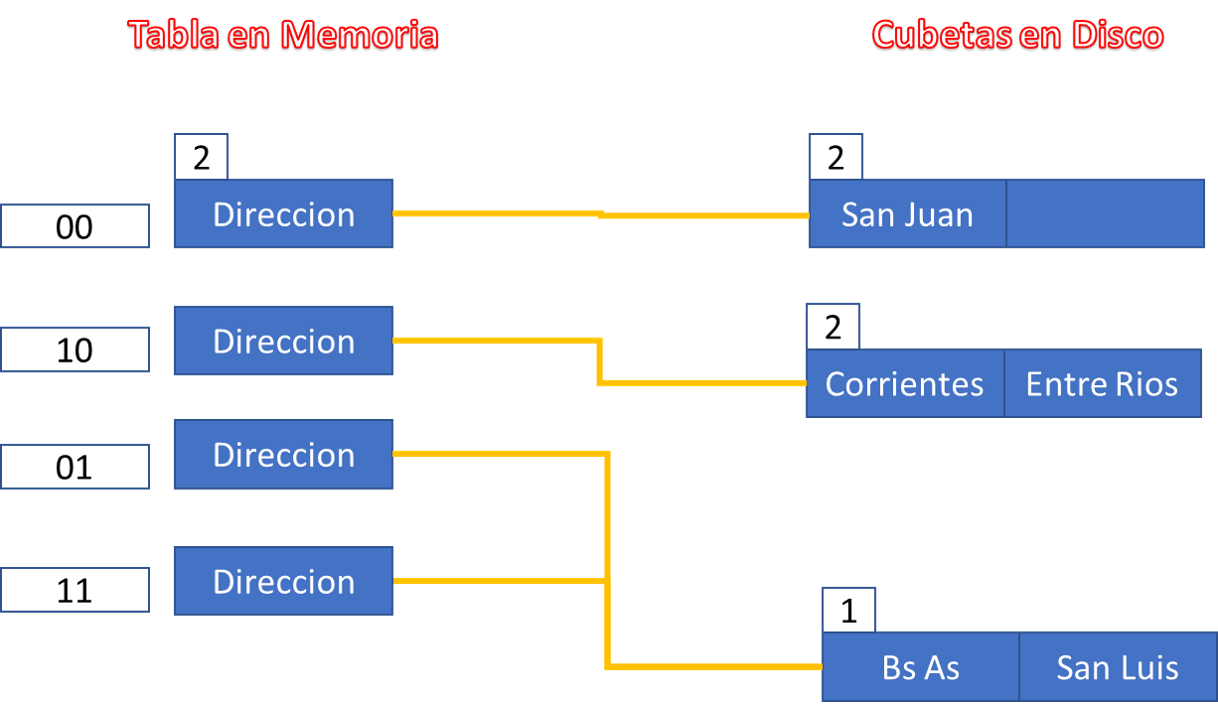 Tabla en Memoria
Cubetas en Disco
2
2
00
Direccion
San Juan
2
10
Direccion
Corrientes
Entre Rios
01
Direccion
11
Direccion
1
Bs As
San Luis